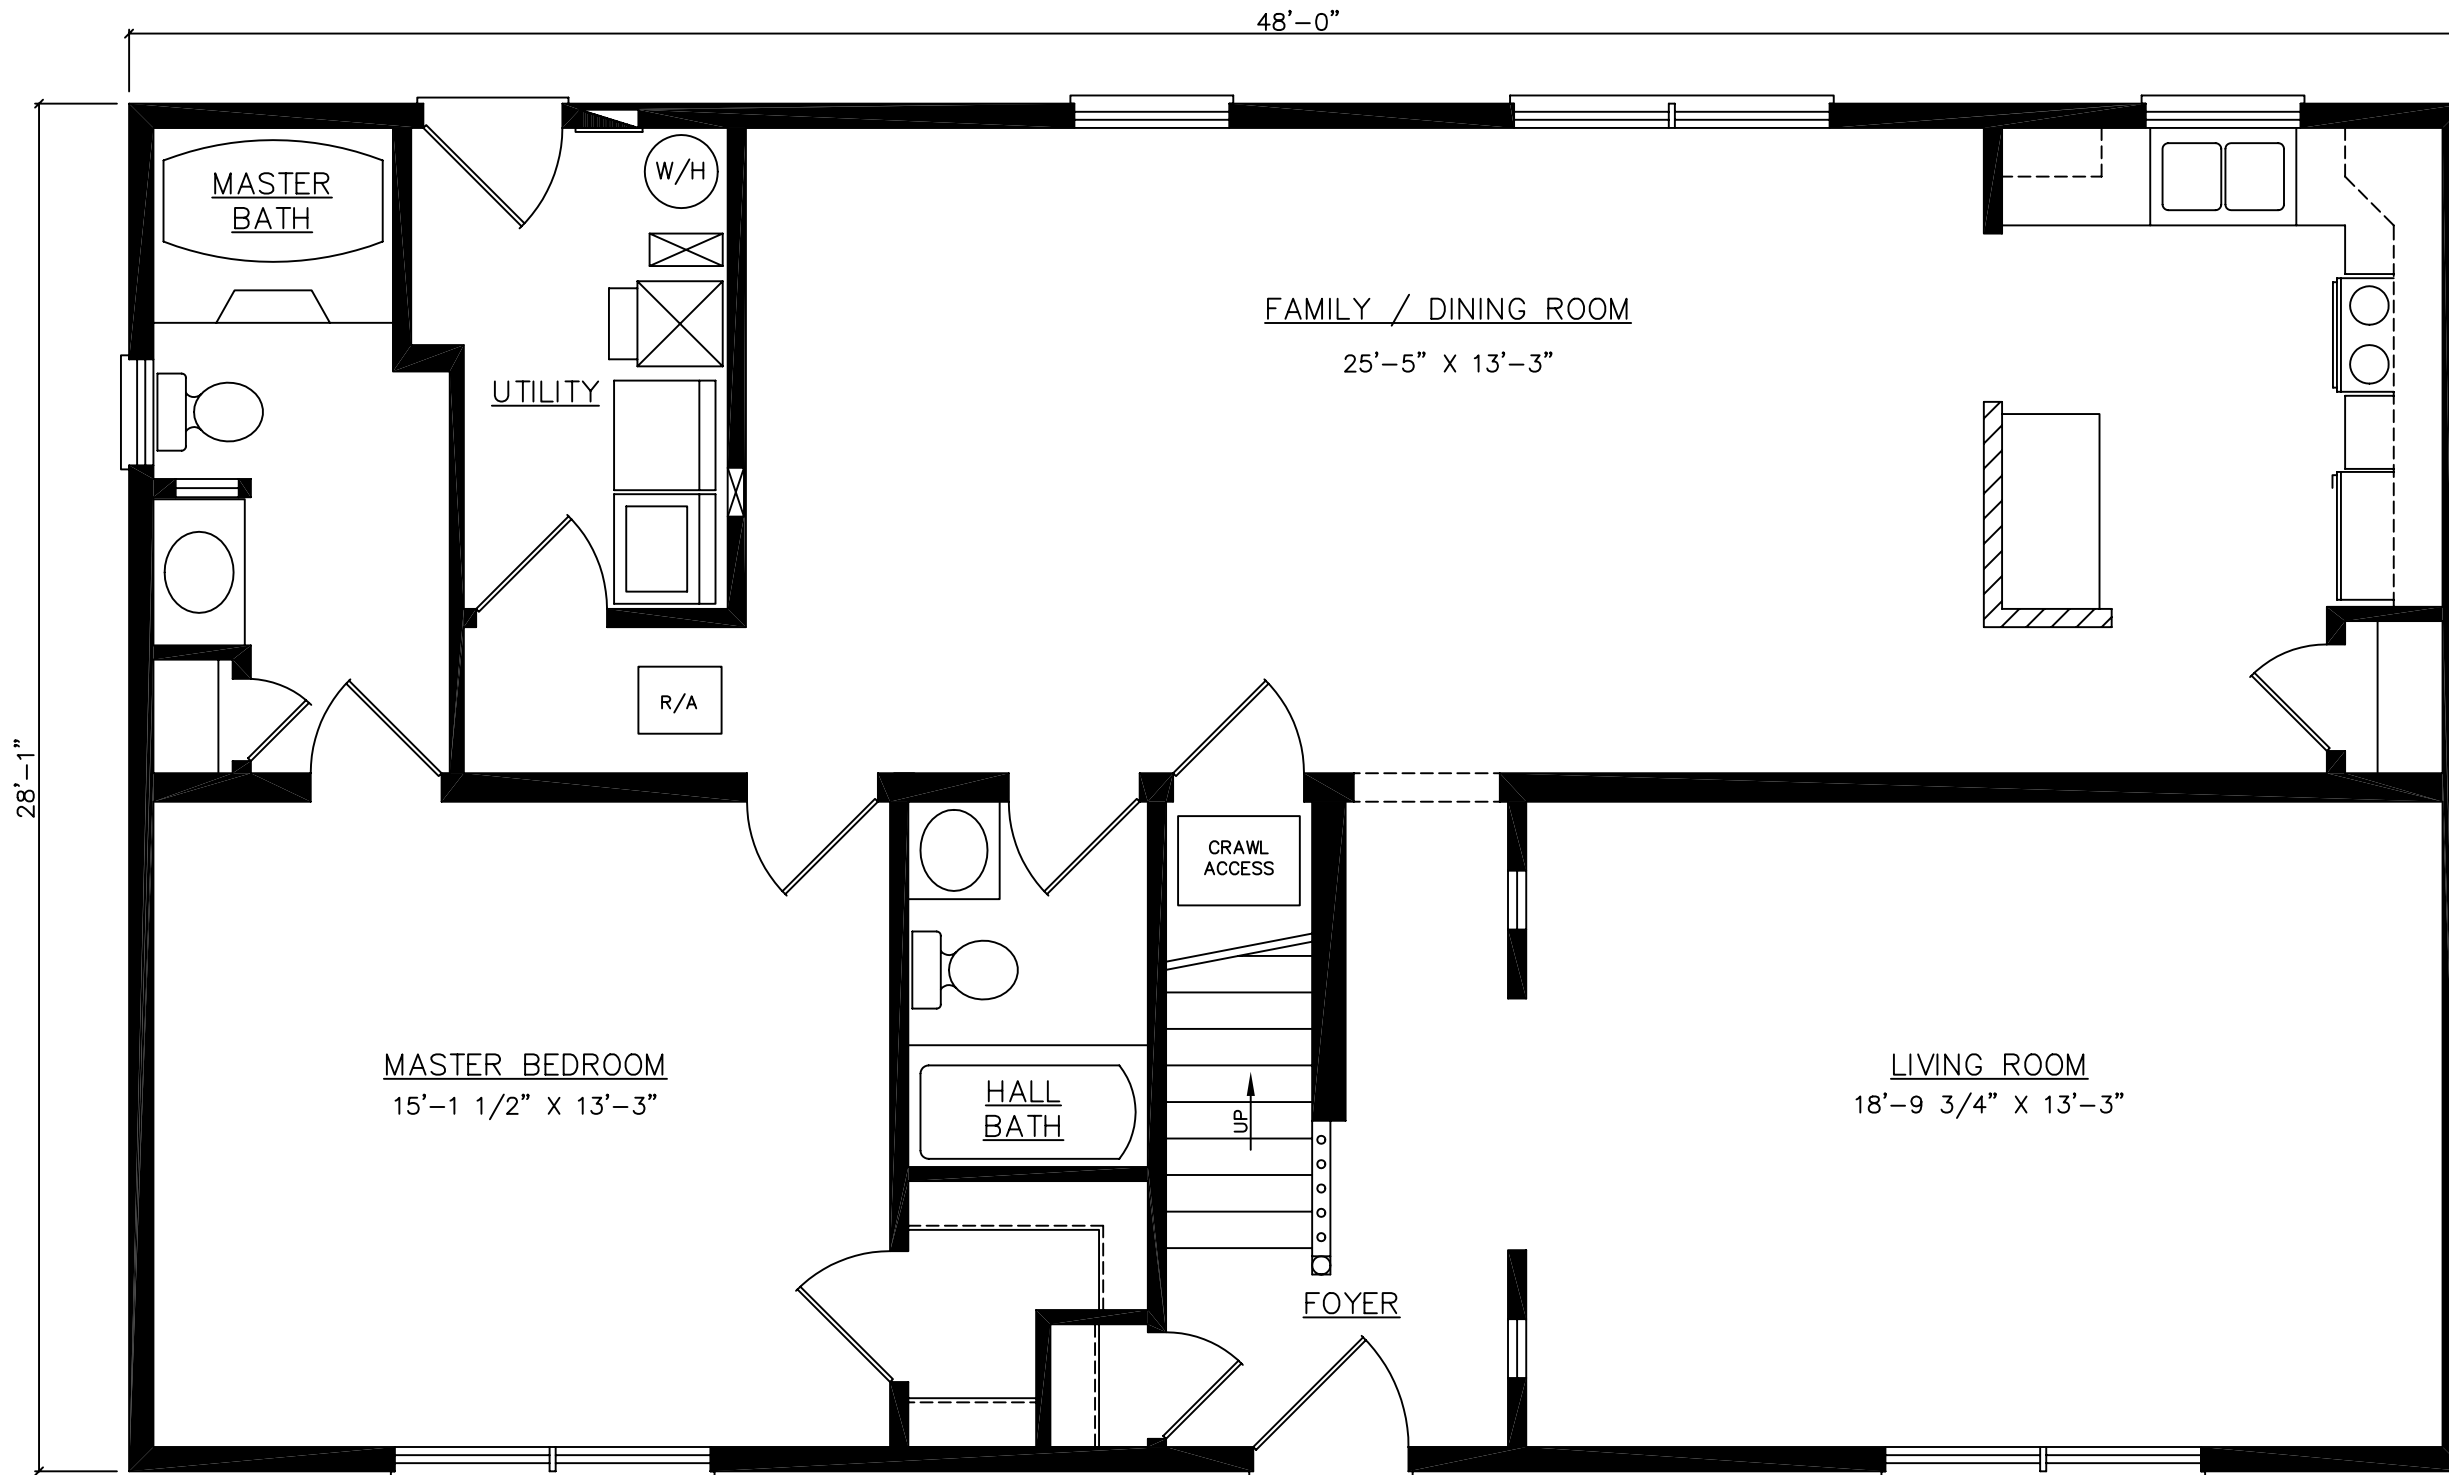 48'-0"
MASTER
BATH
W/H
FAMILY / DINING ROOM
25'-5" X 13'-3"
UTILITY
R/A
28'-1"
CRAWL
ACCESS
MASTER BEDROOM
15'-1 1/2" X 13'-3"
HALL
BATH
UP
LIVING ROOM
18'-9 3/4" X 13'-3"
FOYER